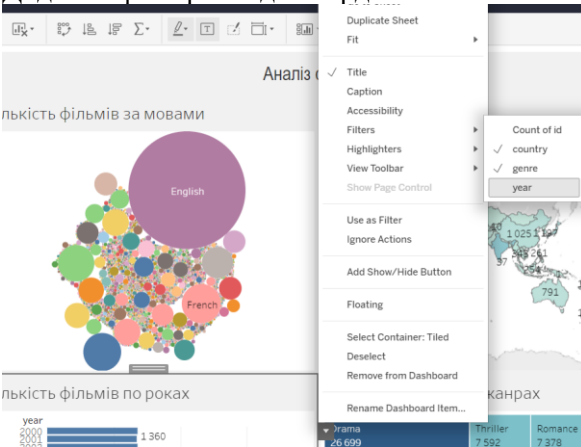 Duplicate Sheet
Fit
Аналіз
Title
Caption
Accessibility
Filters
Highlighters
View Toolbar
Show Page Control
Use as Filter
Ignore Actions
Add Show/Hide Button
Floating
Select Container: Tiled
Deselect
Remove from Dashboard
Rename Dashboard Item...
Count of id
country
genre
year
лькість фільмів за мовами
English
French
1 025
791
лькість фільмів по роках
year
2000
2001
2002
1 360
жанрах
Drama
26 699
Thriller
7 592
Romance
7 378